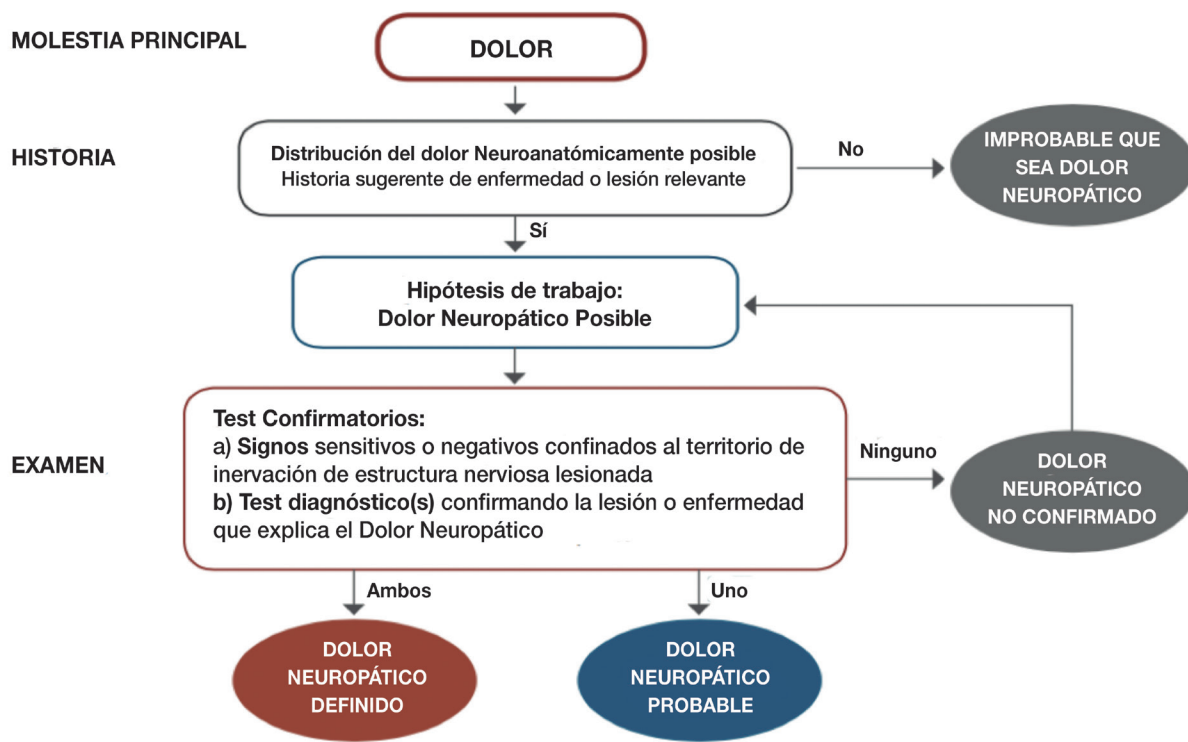 MOLESTIA PRINCIPAL
DOLOR
HISTORIA
Distribución del dolor Neuroanatómicamente posible
Historia sugerente de enfermedad o lesión relevante
No
IMPROBABLE QUE
SEA DOLOR
NEUROPÁTICO
Sí
Hipótesis de trabajo:
Dolor Neuropático Posible
EXAMEN
Test Confirmatorios:
a) Signos sensitivos o negativos confinados al territorio de
inervación de estructura nerviosa lesionada
b) Test diagnóstico(s) confirmando la lesión o enfermedad
que explica el Dolor Neuropático
Ninguno
DOLOR
NEUROPÁTICO
NO CONFIRMADO
Ambos
Uno
DOLOR
NEUROPÁTICO
DEFINIDO
DOLOR
NEUROPÁTICO
PROBABLE